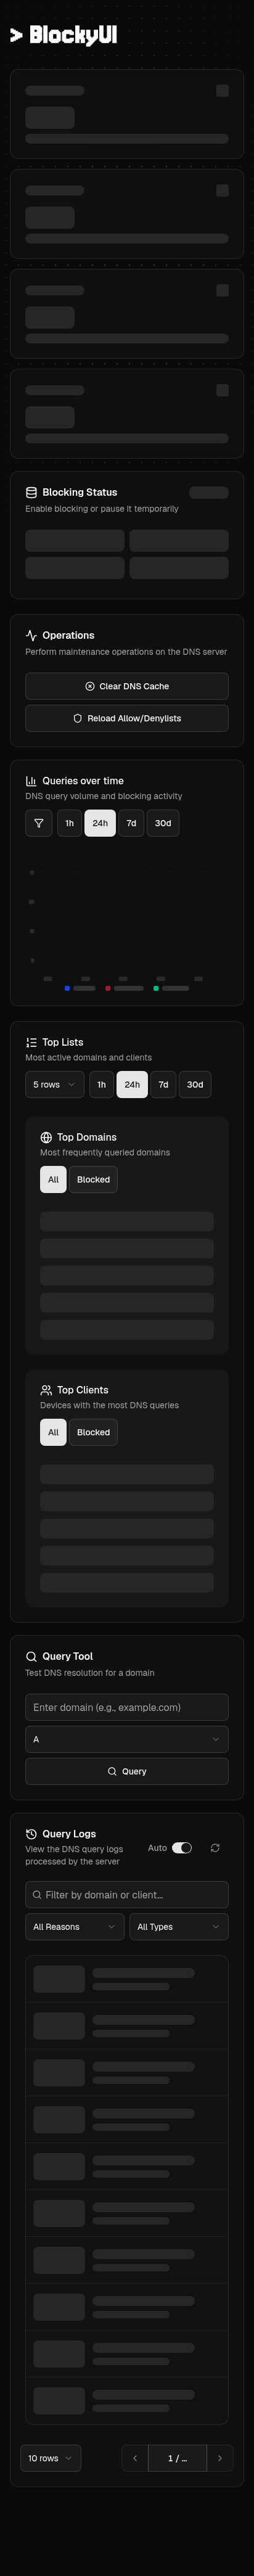 > BlockyUI
Blocking Status
Enable blocking or pause it temporarily
Operations
Perform maintenance operations on the DNS server
Clear DNS Cache
Reload Allow/Denylists
Queries over time
DNS query volume and blocking activity
1h 24h 7d 30d
Top Lists
Most active domains and clients
5 rows 1h 24h 7d 30d
Top Domains
Most frequently queried domains
All Blocked
Top Clients
Devices with the most DNS queries
All Blocked
Query Tool
Test DNS resolution for a domain
Enter domain (e.g., example.com)
A
Query
Query Logs
View the DNS query logs
processed by the server
Auto
Filter by domain or client...
All Reasons All Types
10 rows 1 / ...